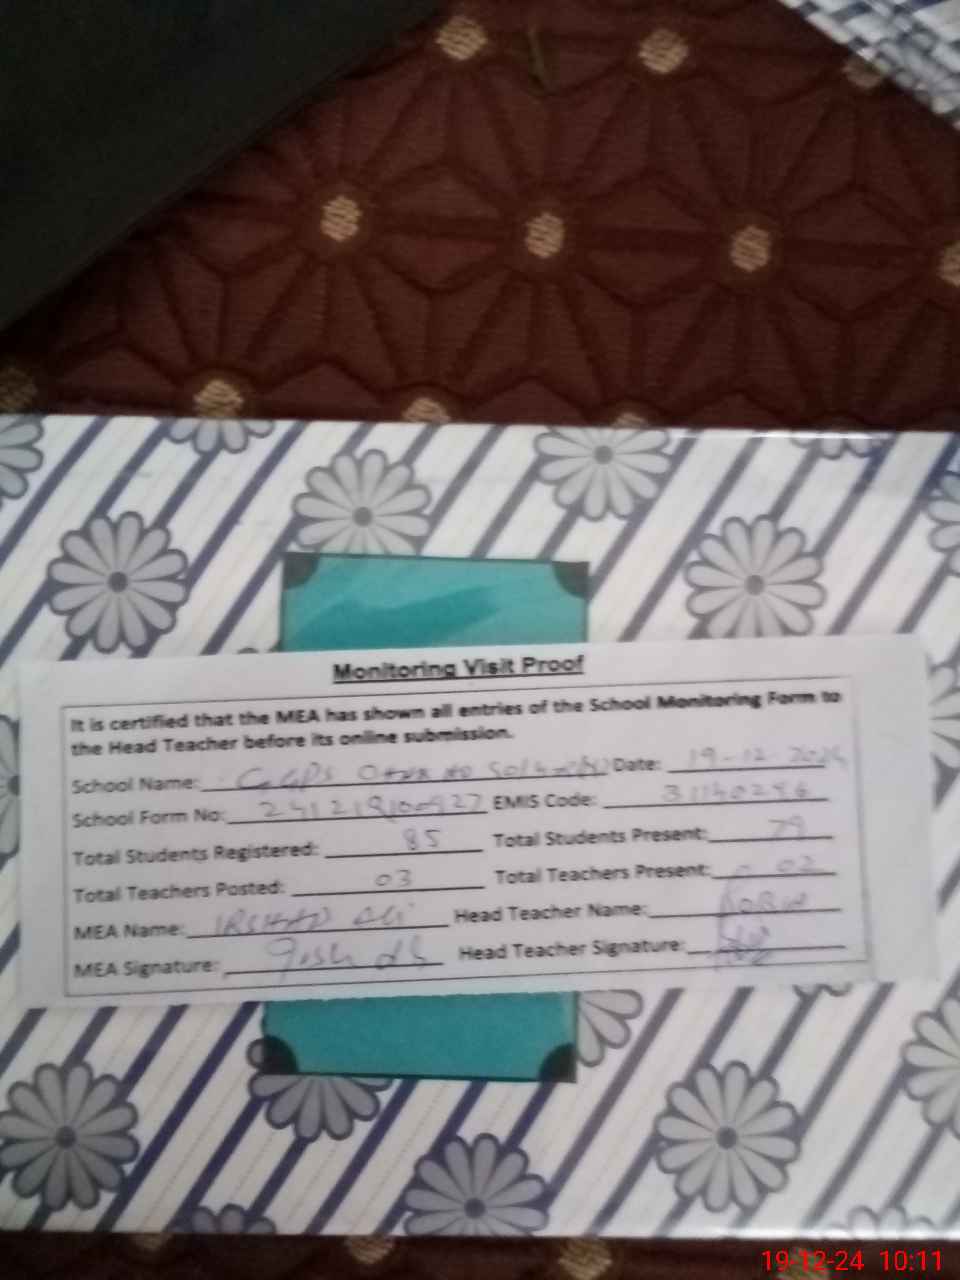 Monitoring Visit Proof
It is certified that the MEA has shown all entries of the School Monitoring Form to
the Head Teacher before its online submission.
School Name: Date: 19-12-2024
School Form No: EMIS Code: 31140286
Total Students Registered: 85 Total Students Present: 79
Total Teachers Posted: 03 Total Teachers Present: 02
MEA Name: IRSHAD Ali Head Teacher Name:
MEA Signature: Head Teacher Signature:
19-12-24 10:11